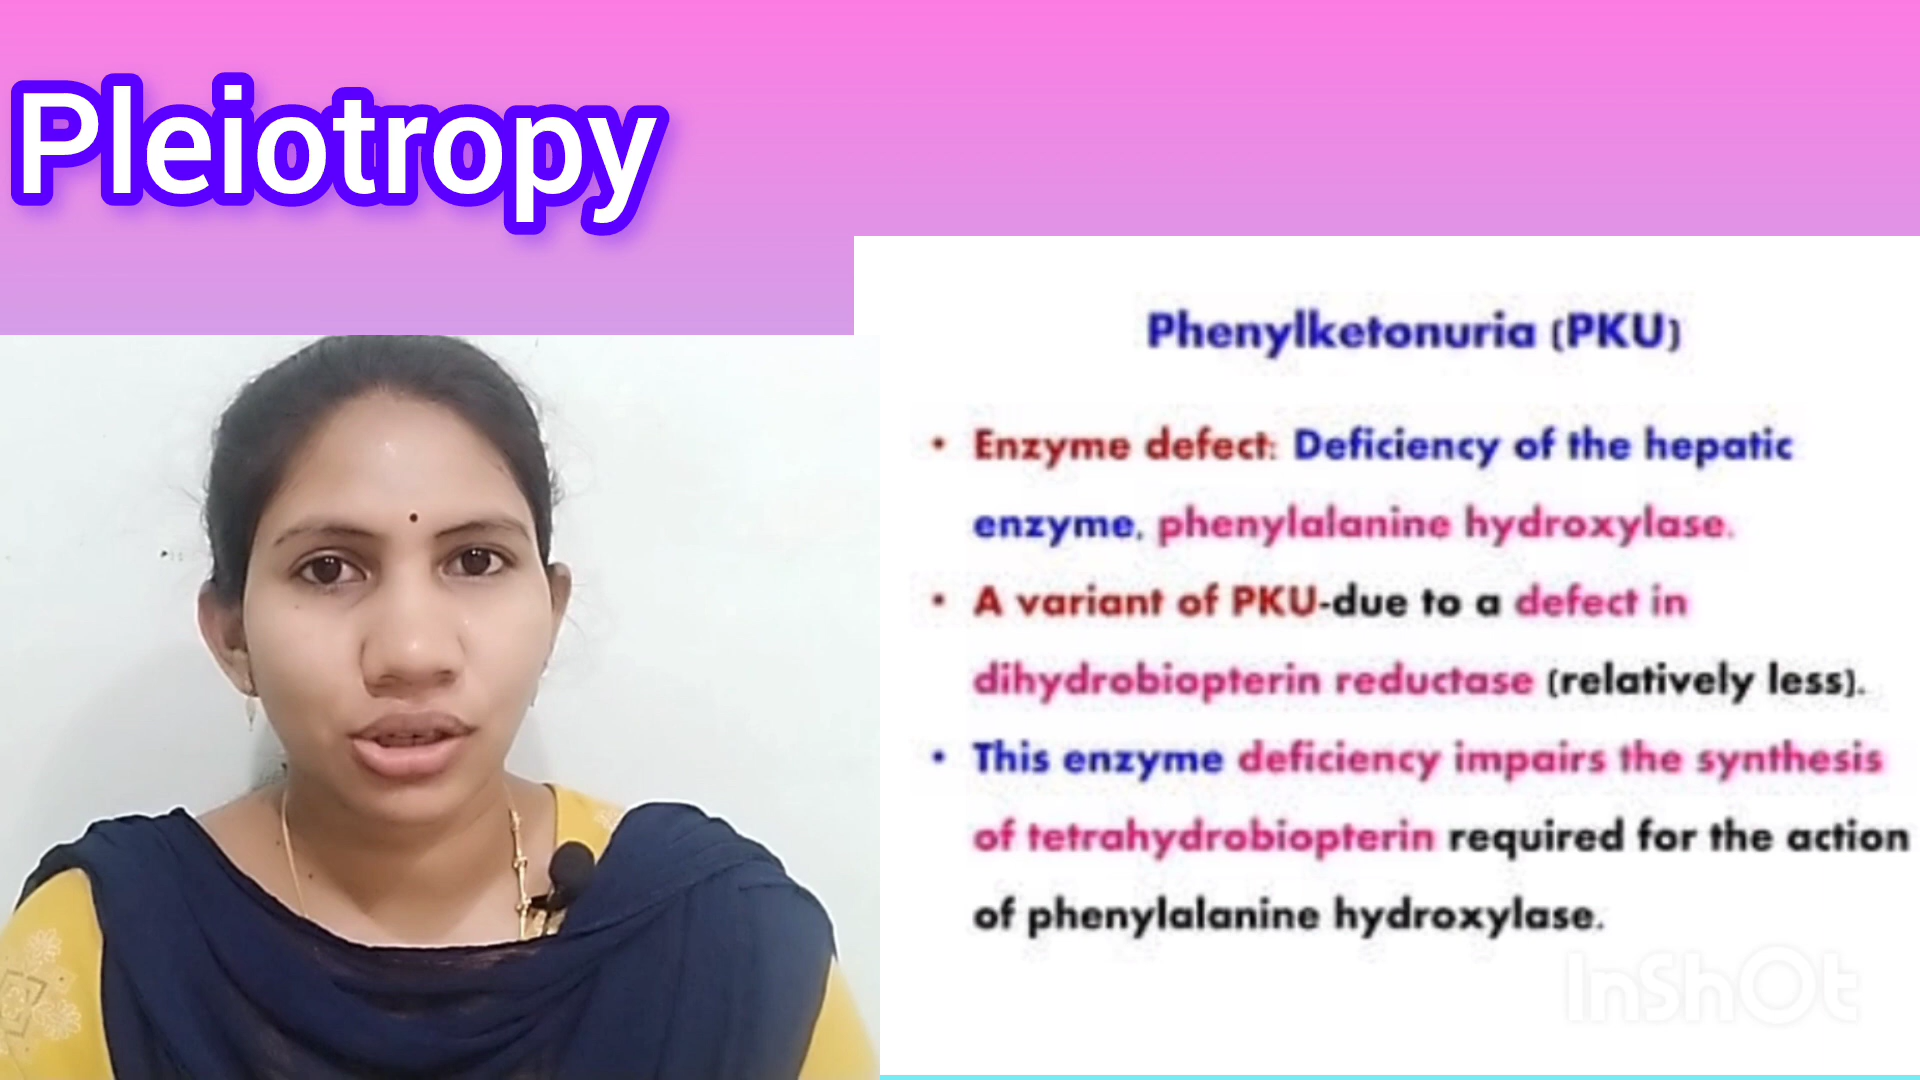 Pleiotropy
Phenylketonuria (PKU)
• Enzyme defect: Deficiency of the hepatic
enzyme, phenylalanine hydroxylase.
• A variant of PKU-due to a defect in
dihydrobiopterin reductase (relatively less).
• This enzyme deficiency impairs the synthesis
of tetrahydrobiopterin required for the action
of phenylalanine hydroxylase.
InShOt